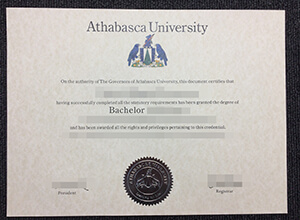 Athabasca University
On the authority of The Governors of Athabasca University, this document certifies that
having successfully completed all the statutory requirements has been granted the degree of
Bachelor
and has been awarded all the rights and privileges pertaining to this credential.
President
Registrar